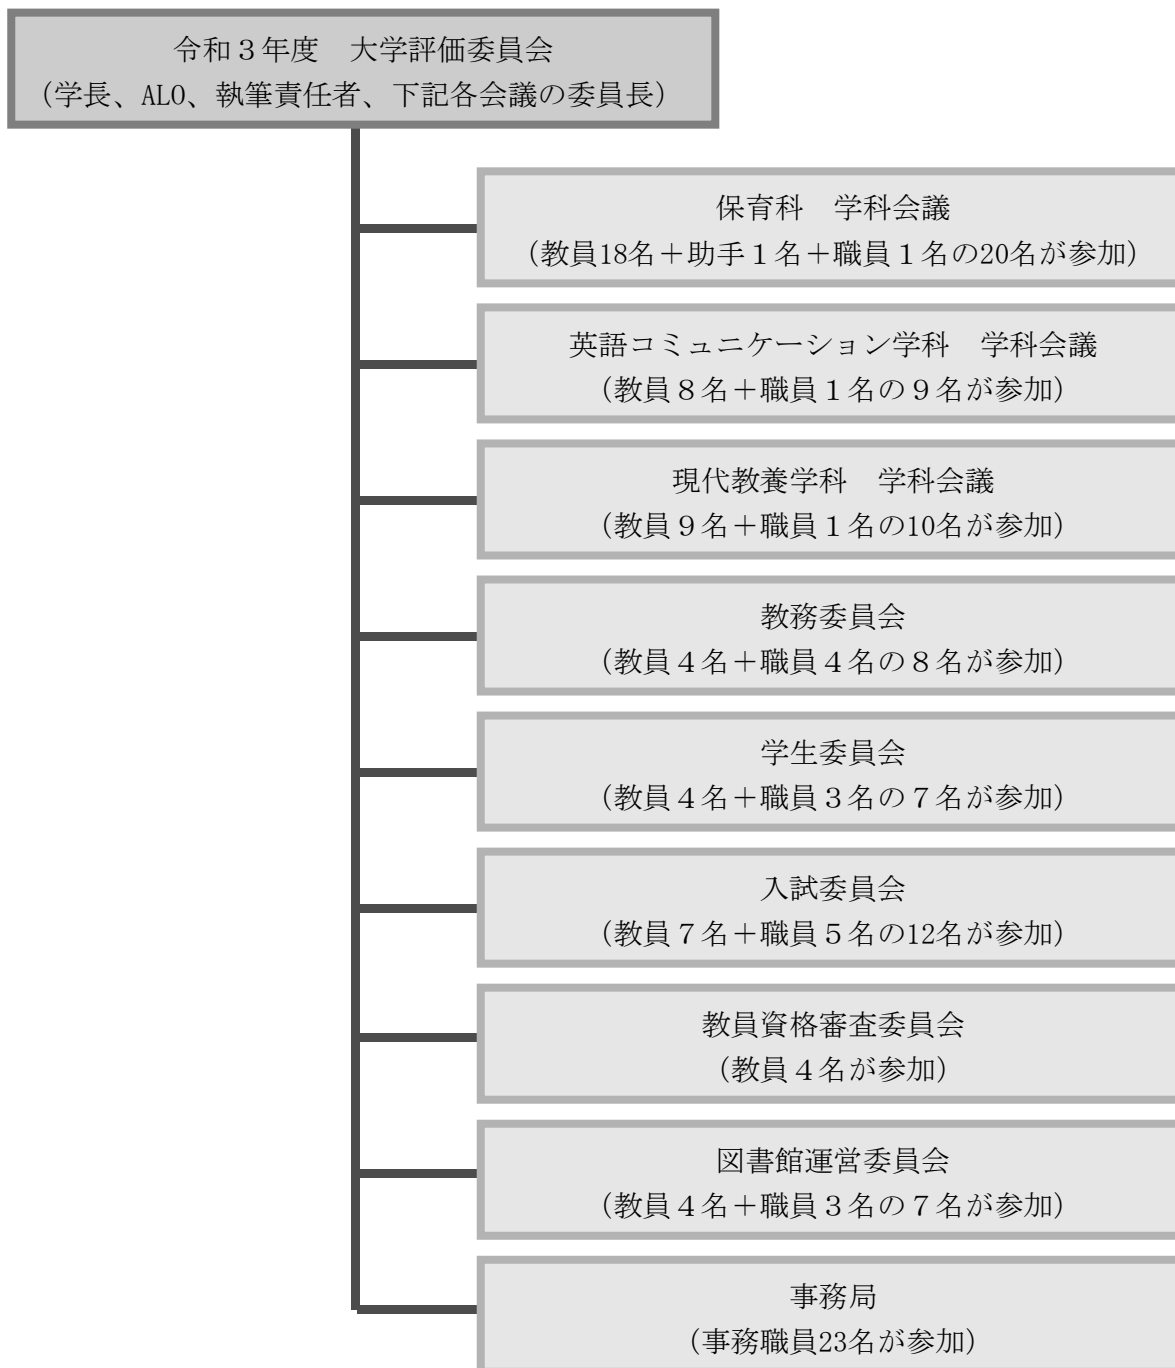 令和３年度　大学評価委員会
（学長、ALO、執筆責任者、下記各会議の委員長）
保育科　学科会議
（教員18名＋助手１名＋職員１名の20名が参加）
英語コミュニケーション学科　学科会議
（教員８名＋職員１名の９名が参加）
現代教養学科　学科会議
（教員９名＋職員１名の10名が参加）
教務委員会
（教員４名＋職員４名の８名が参加）
学生委員会
（教員４名＋職員３名の７名が参加）
入試委員会
（教員７名＋職員５名の12名が参加）
教員資格審査委員会
（教員４名が参加）
図書館運営委員会
（教員４名＋職員３名の７名が参加）
事務局
（事務職員23名が参加）